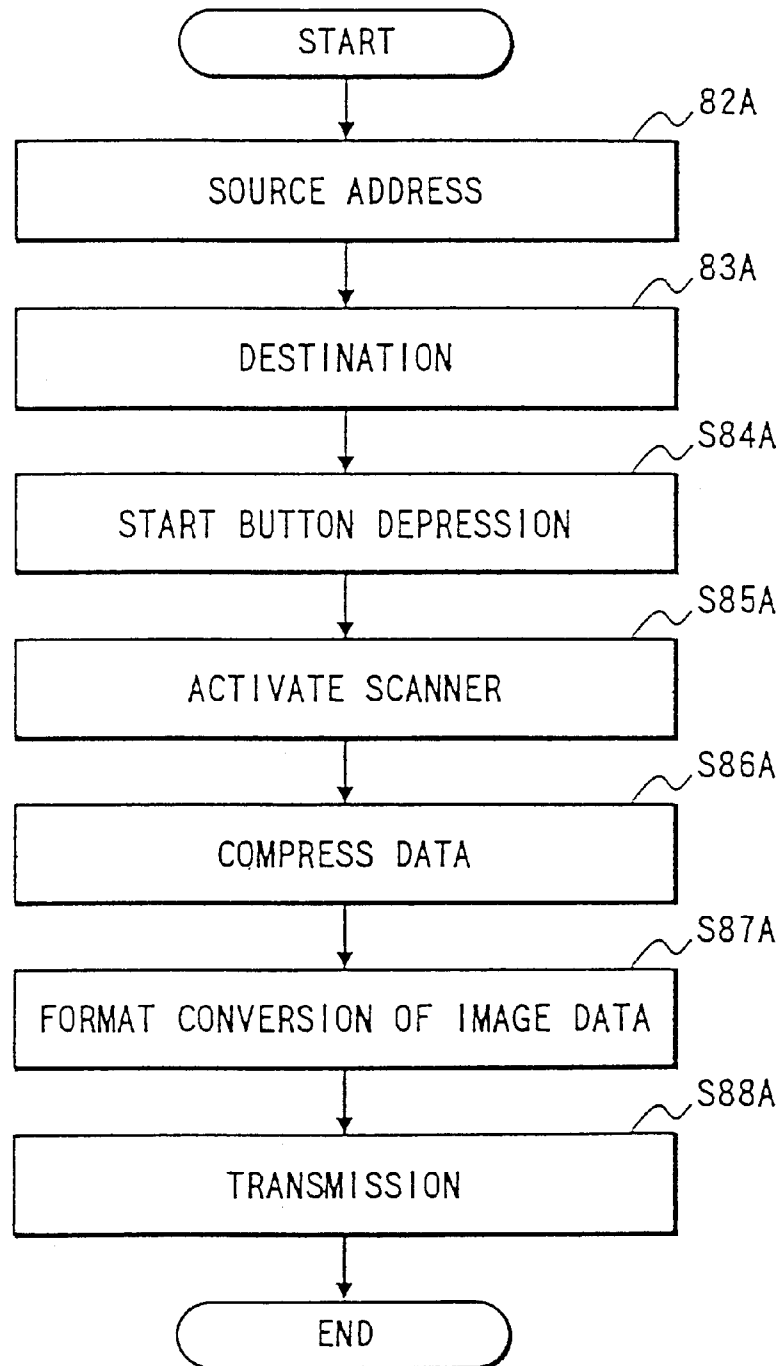 START
82A
SOURCE ADDRESS
83A
DESTINATION
S84A
START BUTTON DEPRESSION
S85A
ACTIVATE SCANNER
S86A
COMPRESS DATA
S87A
FORMAT CONVERSION OF IMAGE DATA
S88A
TRANSMISSION
END